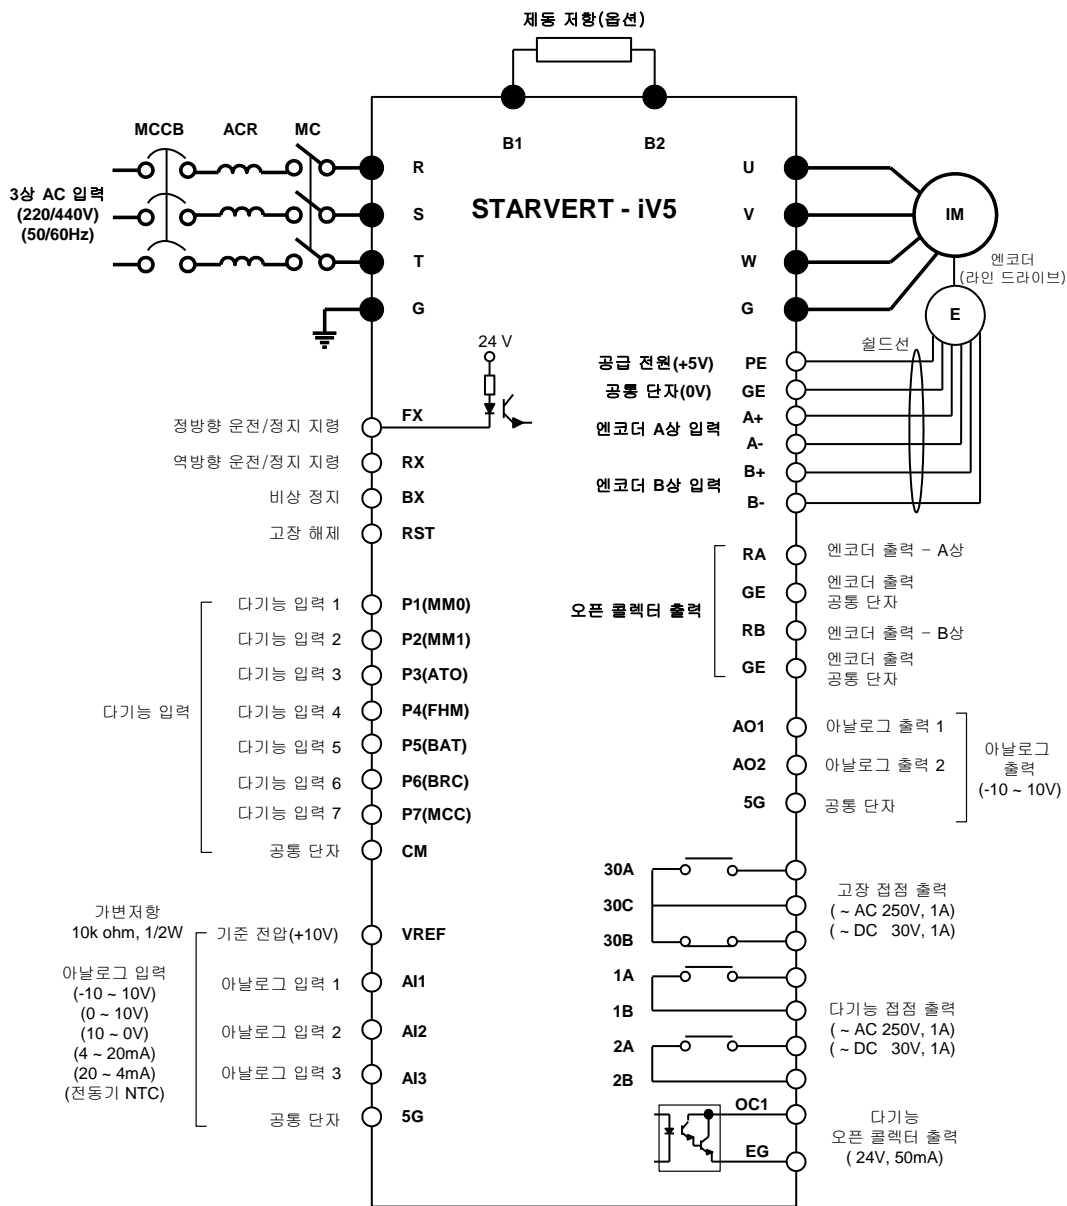 제동 저항(옵션)
B1
B2
MCCB
ACR
MC
3상 AC 입력
(220/440V)
(50/60Hz)
R
S
T
G
STARVERT - iV5
U
V
W
G
IM
엔코더
(라인 드라이브)
E
쉴드선
24 V
공급 전원(+5V)
PE
공통 단자(0V)
GE
엔코더 A상 입력
A+
A-
엔코더 B상 입력
B+
B-
정방향 운전/정지 지령
FX
역방향 운전/정지 지령
RX
비상 정지
BX
고장 해제
RST
다기능 입력
다기능 입력 1
P1(MM0)
다기능 입력 2
P2(MM1)
다기능 입력 3
P3(ATO)
다기능 입력 4
P4(FHM)
다기능 입력 5
P5(BAT)
다기능 입력 6
P6(BRC)
다기능 입력 7
P7(MCC)
공통 단자
CM
오픈 콜렉터 출력
RA
엔코더 출력 – A상
GE
엔코더 출력
공통 단자
RB
엔코더 출력 – B상
GE
엔코더 출력
공통 단자
AO1
아날로그 출력 1
AO2
아날로그 출력 2
5G
공통 단자
아날로그
출력
(-10 ~ 10V)
가변저항
10k ohm, 1/2W
기준 전압(+10V)
VREF
아날로그 입력
(-10 ~ 10V)
(0 ~ 10V)
(10 ~ 0V)
(4 ~ 20mA)
(20 ~ 4mA)
(전동기 NTC)
아날로그 입력 1
AI1
아날로그 입력 2
AI2
아날로그 입력 3
AI3
공통 단자
5G
30A
30C
30B
고장 접점 출력
( ~ AC 250V, 1A)
( ~ DC 30V, 1A)
1A
1B
2A
2B
다기능 접점 출력
( ~ AC 250V, 1A)
( ~ DC 30V, 1A)
OC1
EG
다기능
오픈 콜렉터 출력
( 24V, 50mA)